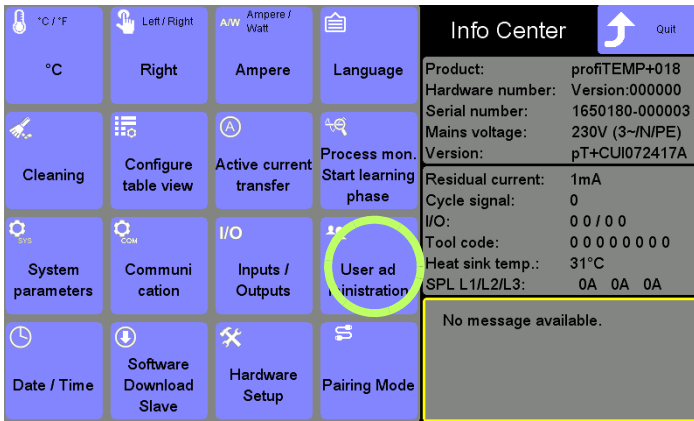 °C / °F
°C
Left / Right
Right
A/W Ampere / Watt
Ampere
Language
Cleaning
Configure
table view
A
Active current
transfer
Process mon.
Start learning
phase
SYS
System
parameters
COM
Communi
cation
I/O
Inputs /
Outputs
User ad
ministration
Date / Time
Software
Download
Slave
Hardware
Setup
Pairing Mode
Info Center
Quit
Product: profiTEMP+018
Hardware number: Version:000000
Serial number: 1650180-000003
Mains voltage: 230V (3~/N/PE)
Version: pT+CUI072417A
Residual current: 1mA
Cycle signal: 0
I/O: 0 0 / 0 0
Tool code: 0 0 0 0 0 0 0 0
Heat sink temp.: 31°C
SPL L1/L2/L3: 0A 0A 0A
No message available.